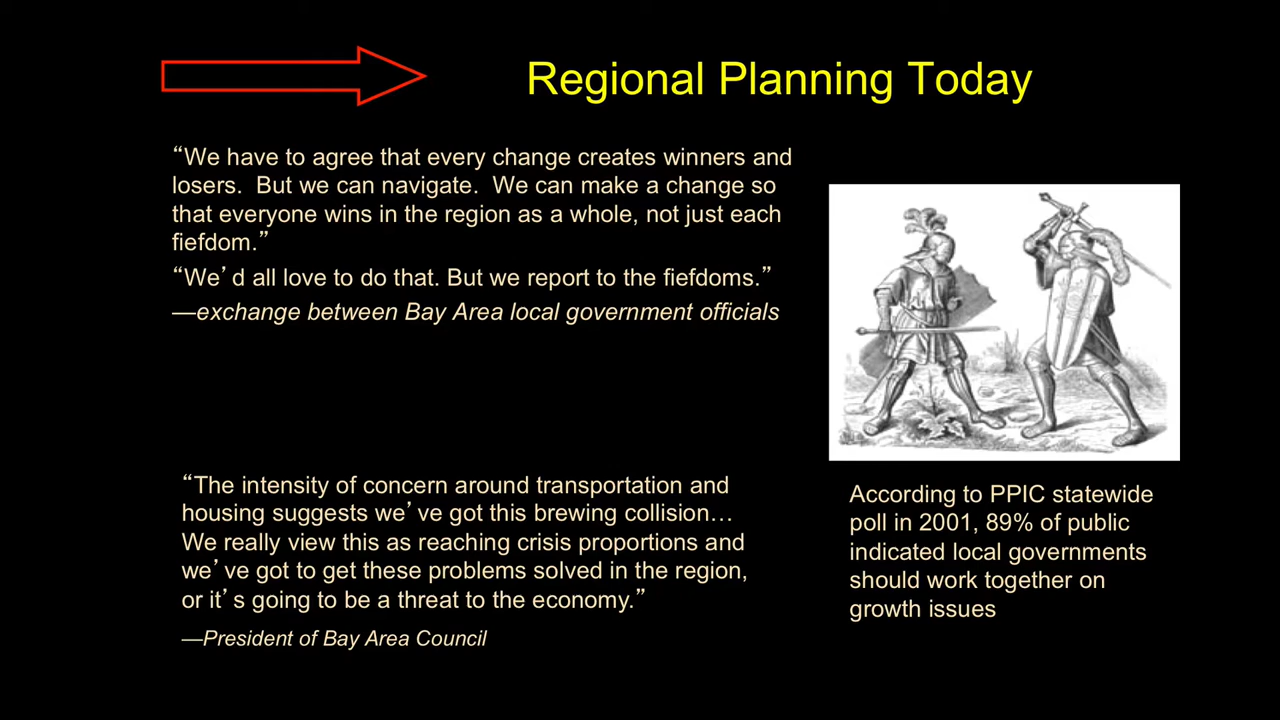 Regional Planning Today
“We have to agree that every change creates winners and
losers.  But we can navigate.  We can make a change so
that everyone wins in the region as a whole, not just each
fiefdom.”
“We’d all love to do that. But we report to the fiefdoms.”
—exchange between Bay Area local government officials
“The intensity of concern around transportation and
housing suggests we’ve got this brewing collision…
We really view this as reaching crisis proportions and
we’ve got to get these problems solved in the region,
or it’s going to be a threat to the economy.”
—President of Bay Area Council
According to PPIC statewide
poll in 2001, 89% of public
indicated local governments
should work together on
growth issues